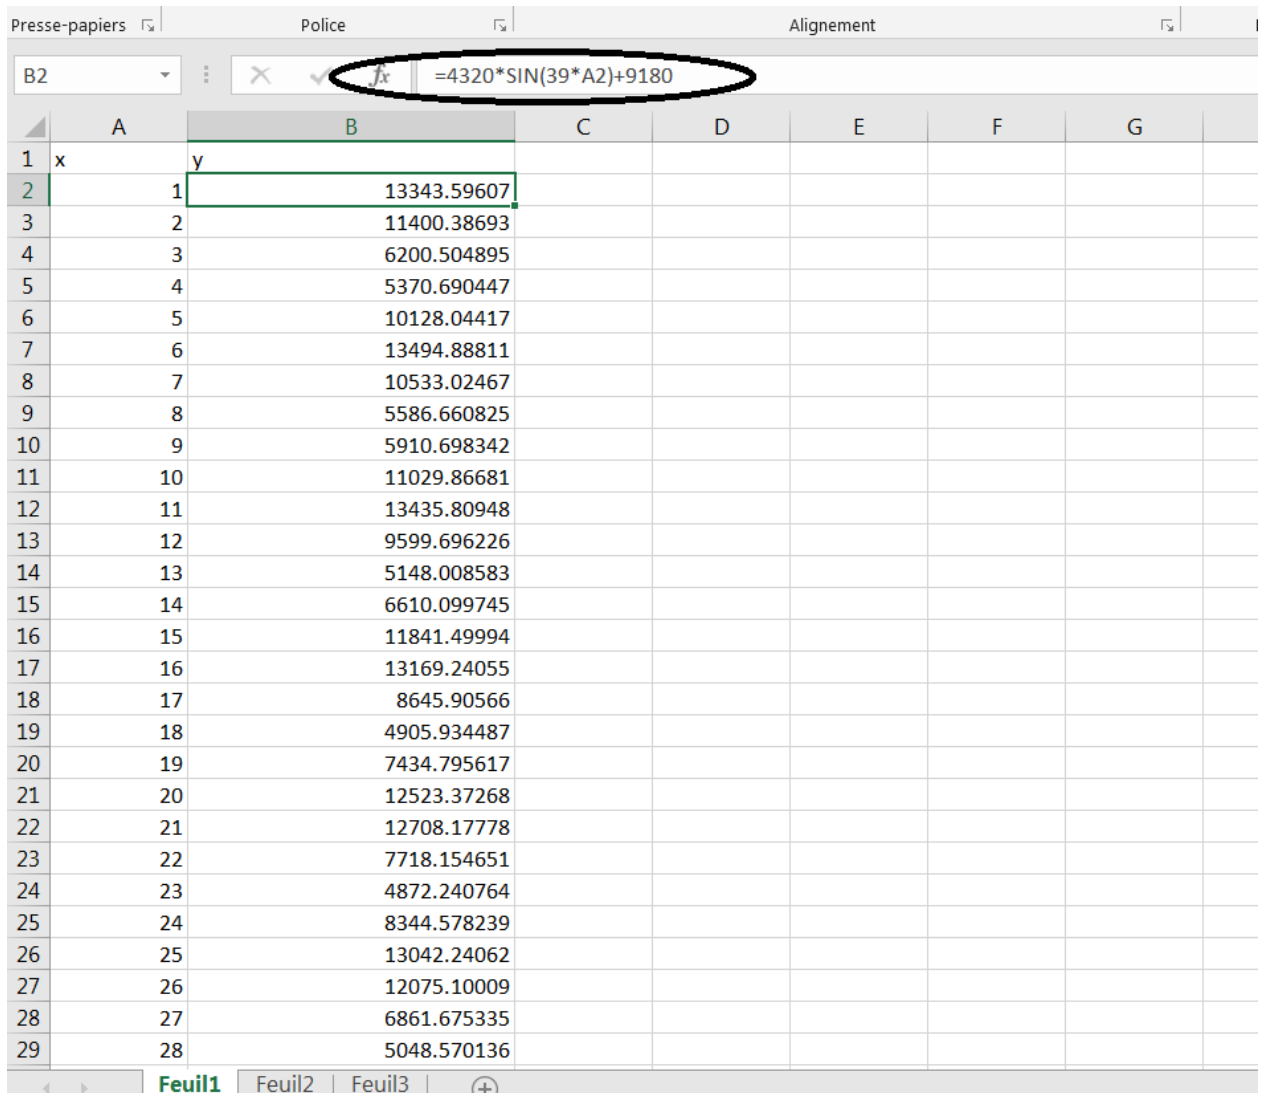 Presse-papiers Police Alignement
B2 fx =4320*SIN(39*A2)+9180
A B C D E F G
1 x y
2 1 13343.59607
3 2 11400.38693
4 3 6200.504895
5 4 5370.690447
6 5 10128.04417
7 6 13494.88811
8 7 10533.02467
9 8 5586.660825
10 9 5910.698342
11 10 11029.86681
12 11 13435.80948
13 12 9599.696226
14 13 5148.008583
15 14 6610.099745
16 15 11841.49994
17 16 13169.24055
18 17 8645.90566
19 18 4905.934487
20 19 7434.795617
21 20 12523.37268
22 21 12708.17778
23 22 7718.154651
24 23 4872.240764
25 24 8344.578239
26 25 13042.24062
27 26 12075.10009
28 27 6861.675335
29 28 5048.570136
Feuil1 Feuil2 Feuil3